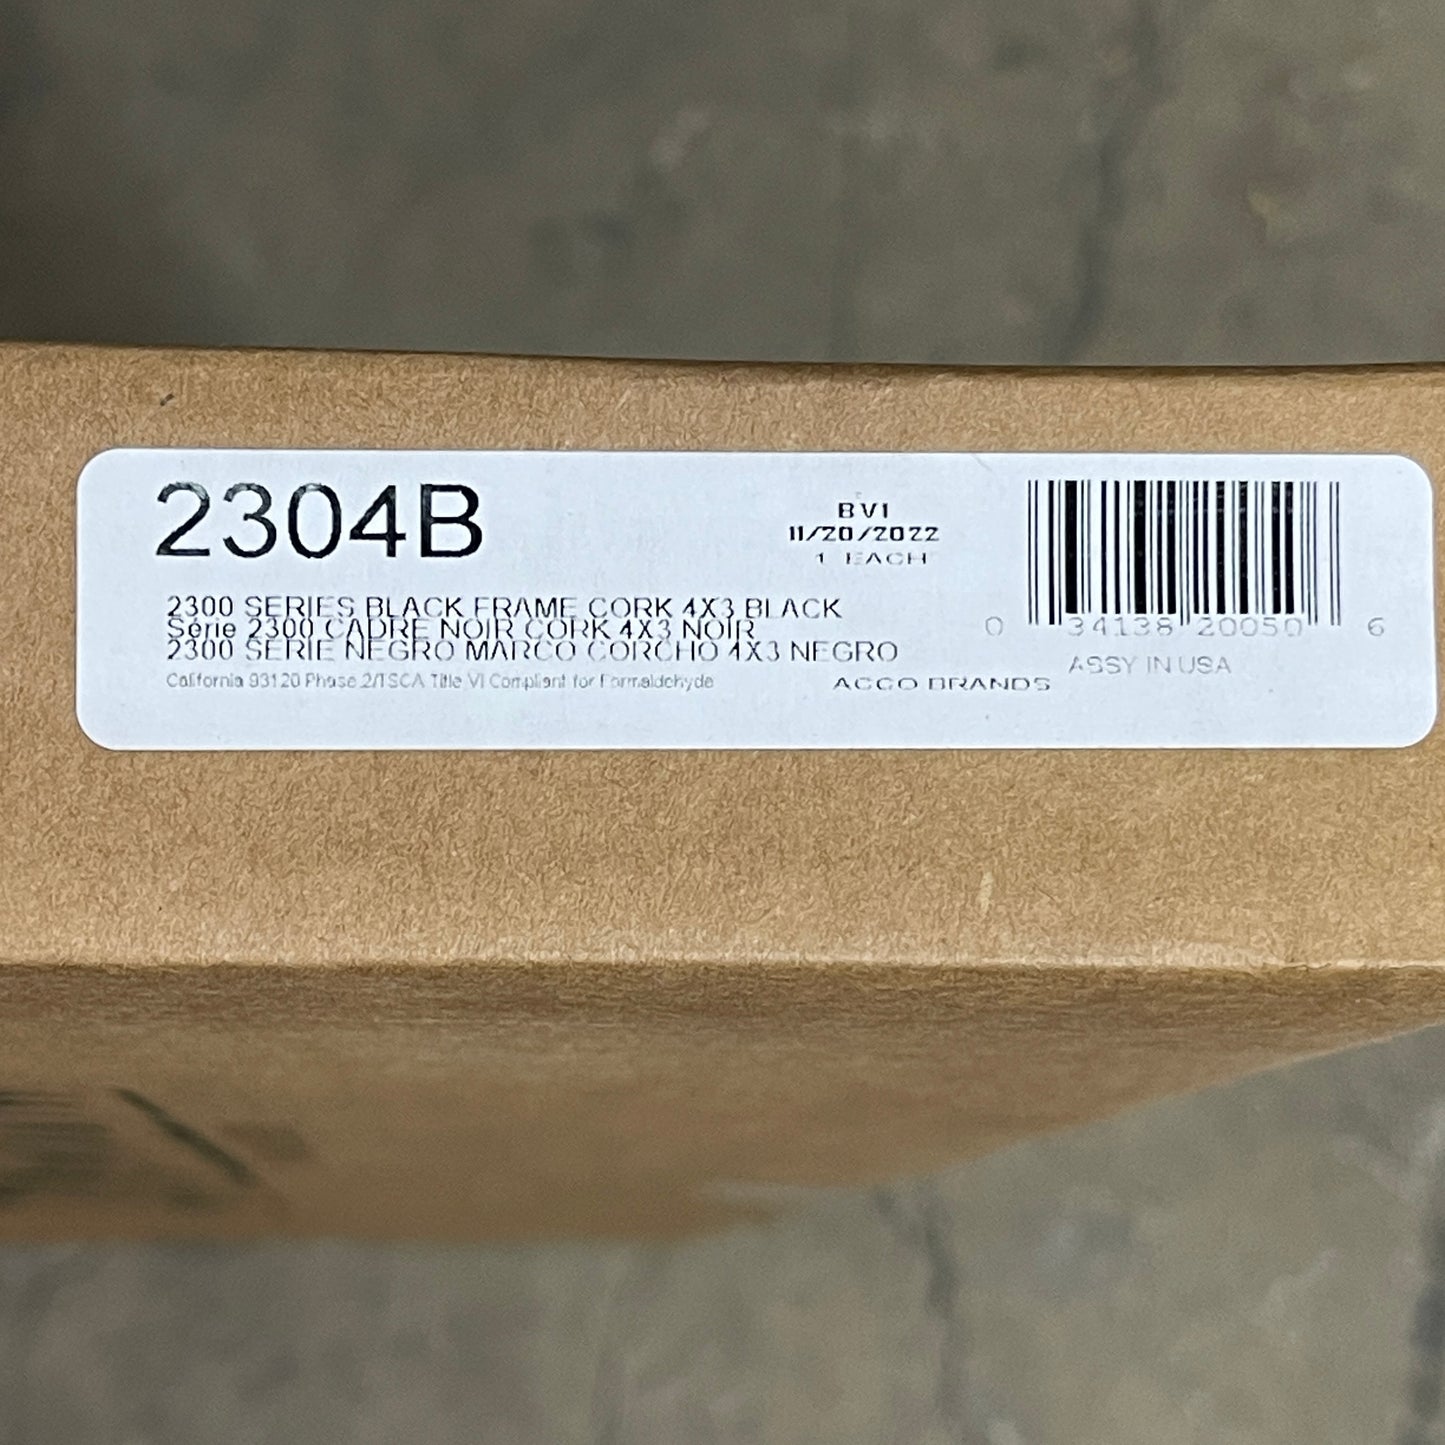 2304B
BV1
11/20/2022
1 EACH
2300 SERIES BLACK FRAME CORK 4X3 BLACK
Série 2300 CADRE NOIR CORK 4X3 NOIR
2300 SERIE NEGRO MARCO CORCHO 4X3 NEGRO
California 93120 Phase 2/TSCA Title VI Compliant for Formaldehyde
ACCO BRANDS
0 34138 20050 6
ASSY IN USA